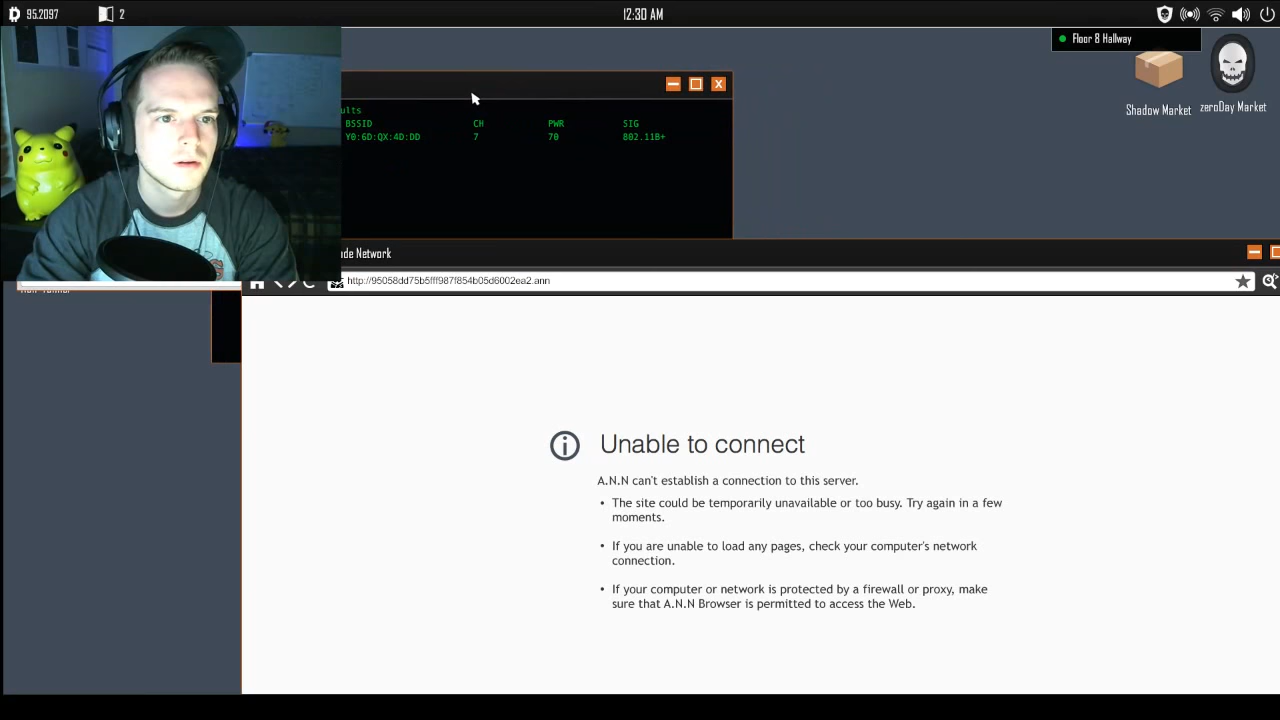 95.2097
2
12:30 AM
Floor 8 Hallway
Shadow Market
zeroDay Market
ults
BSSID CH PWR SIG
Y0:6D:QX:4D:DD 7 70 802.11B+
de Network
http://95058dd75b5fff987f854b05d6002ea2.ann
Unable to connect
A.N.N can't establish a connection to this server.
• The site could be temporarily unavailable or too busy. Try again in a few
moments.
• If you are unable to load any pages, check your computer's network
connection.
• If your computer or network is protected by a firewall or proxy, make
sure that A.N.N Browser is permitted to access the Web.